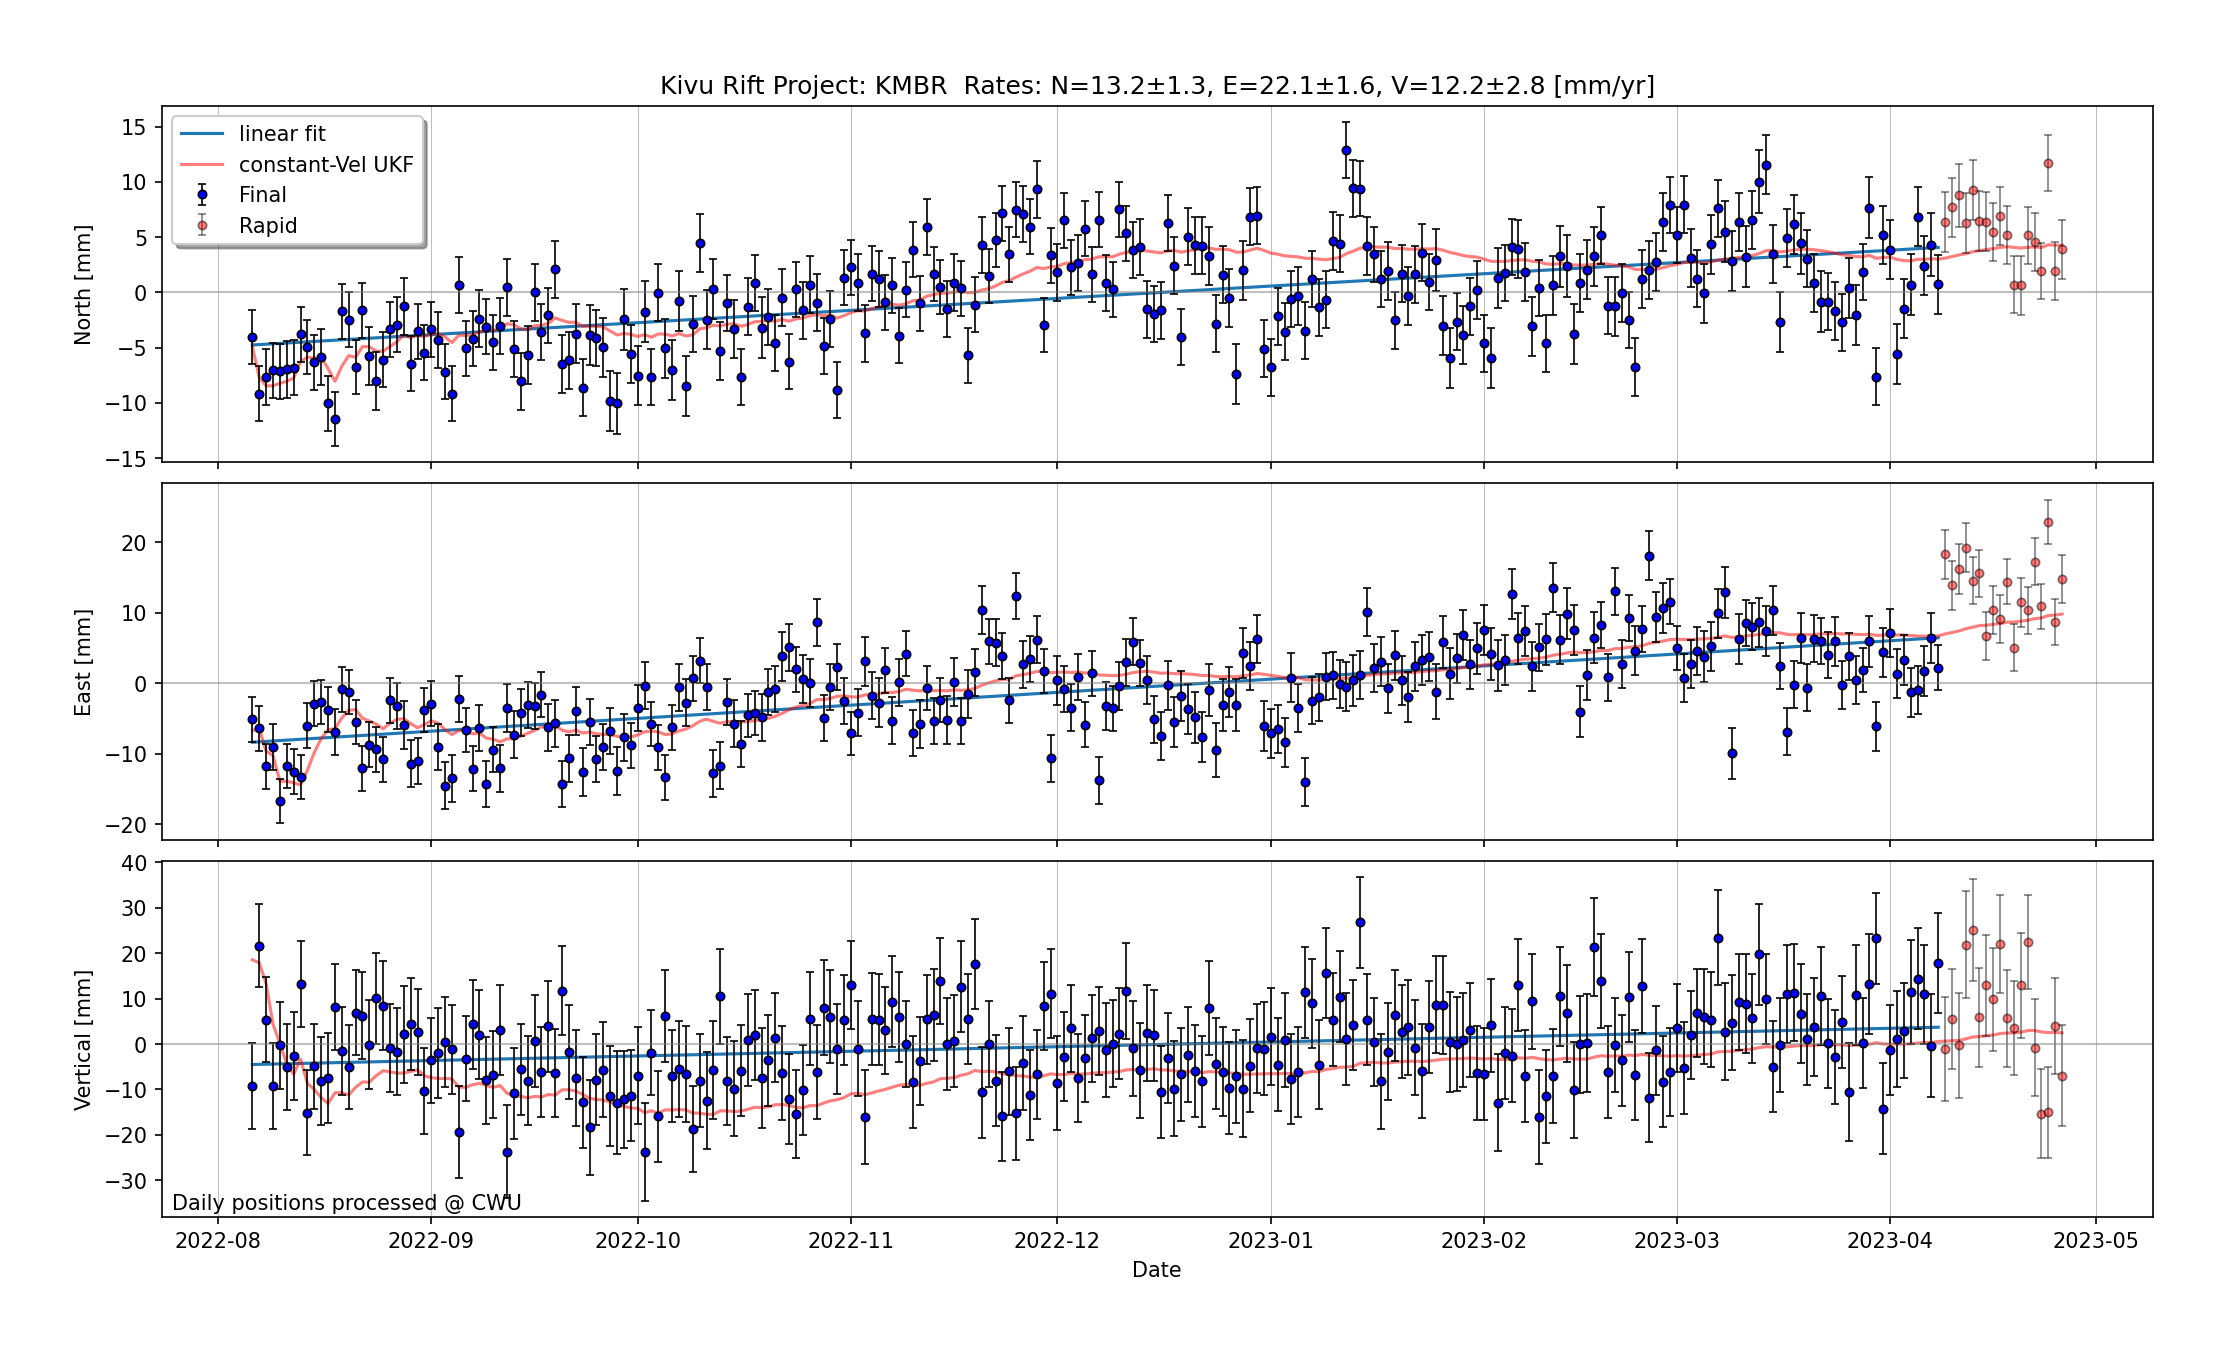 Kivu Rift Project: KMBR  Rates: N=13.2±1.3, E=22.1±1.6, V=12.2±2.8 [mm/yr]
linear fit
constant-Vel UKF
Final
Rapid
North [mm]
15
10
5
0
−5
−10
−15
East [mm]
20
10
0
−10
−20
Vertical [mm]
40
30
20
10
0
−10
−20
−30
Daily positions processed @ CWU
2022-08 2022-09 2022-10 2022-11 2022-12 2023-01 2023-02 2023-03 2023-04 2023-05
Date